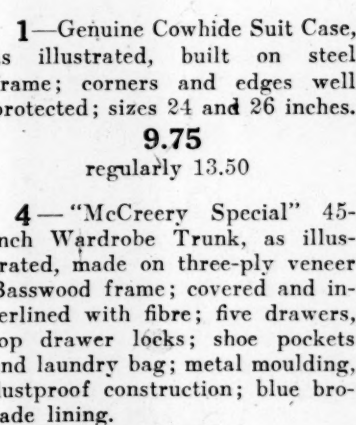 1—Genuine Cowhide Suit Case,
s illustrated, built on steel
rame; corners and edges well
protected; sizes 24 and 26 inches.
9.75
regularly 13.50
4—"McCreery Special" 45-
nch Wardrobe Trunk, as illus-
rated, made on three-ply veneer
Basswood frame; covered and in-
erlined with fibre; five drawers,
op drawer locks; shoe pockets
nd laundry bag; metal moulding,
ustproof construction; blue bro-
ade lining.